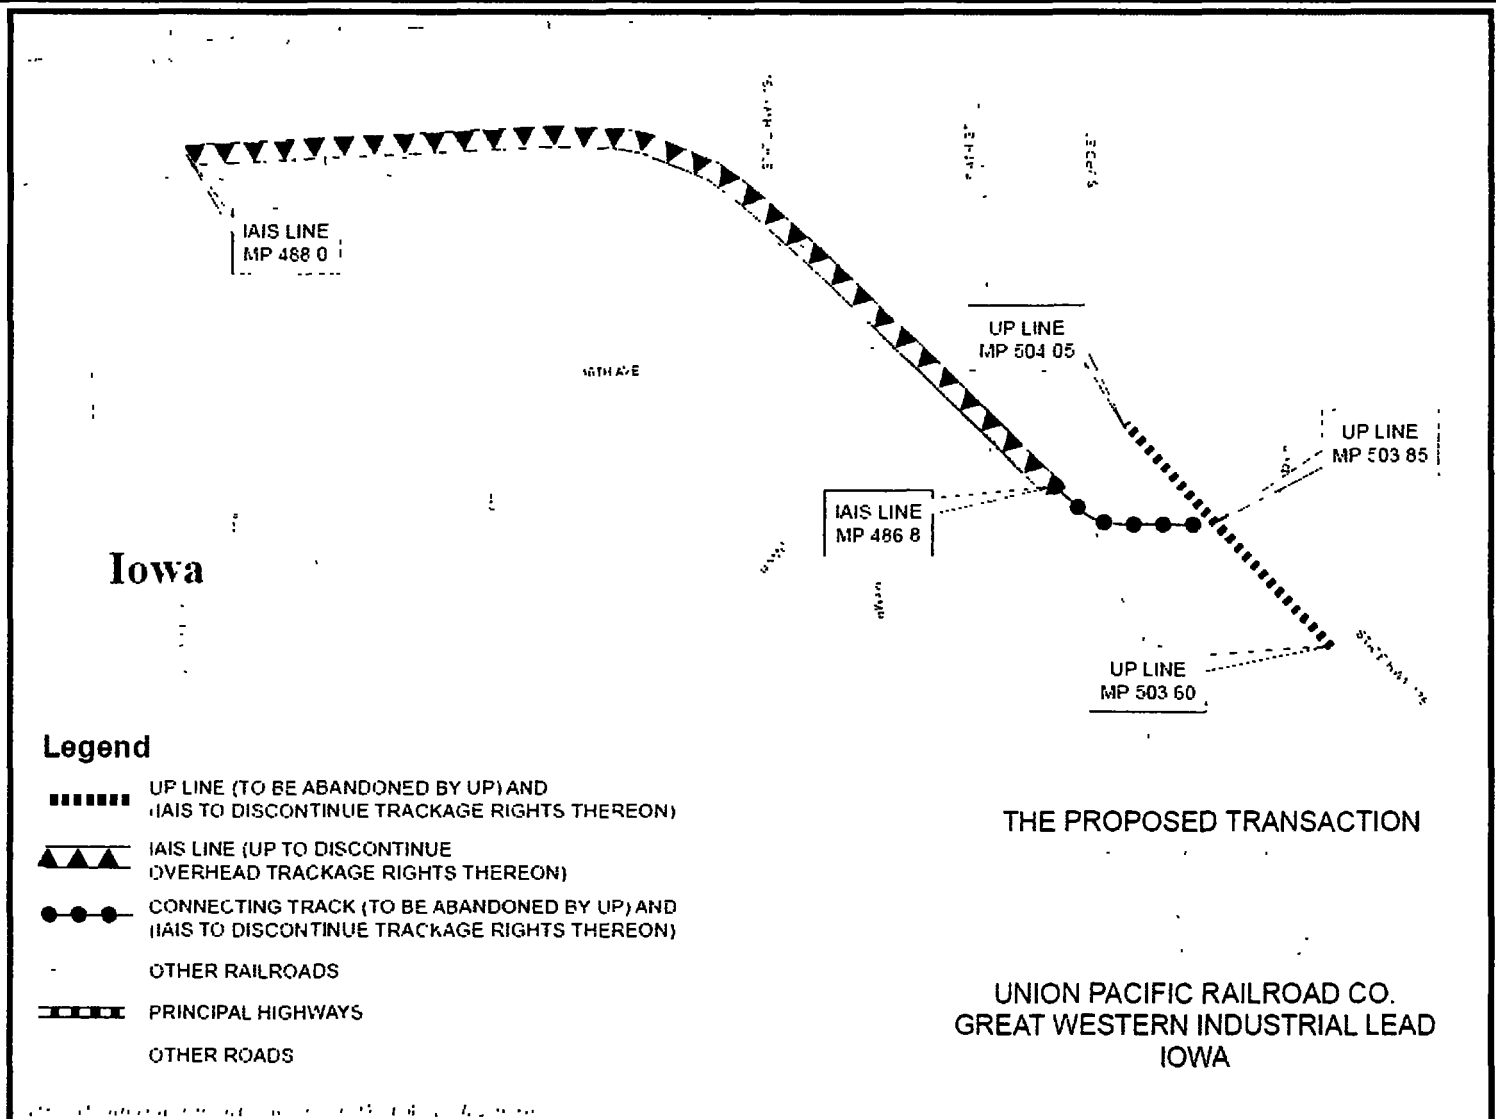 IAIS LINE
MP 488 0
UP LINE
MP 504 05
16TH AVE
UP LINE
MP 503 85
IAIS LINE
MP 486 8
Iowa
UP LINE
MP 503 60
Legend
UP LINE (TO BE ABANDONED BY UP) AND
(IAIS TO DISCONTINUE TRACKAGE RIGHTS THEREON)
IAIS LINE (UP TO DISCONTINUE
OVERHEAD TRACKAGE RIGHTS THEREON)
CONNECTING TRACK (TO BE ABANDONED BY UP) AND
(IAIS TO DISCONTINUE TRACKAGE RIGHTS THEREON)
OTHER RAILROADS
PRINCIPAL HIGHWAYS
OTHER ROADS
THE PROPOSED TRANSACTION
UNION PACIFIC RAILROAD CO.
GREAT WESTERN INDUSTRIAL LEAD
IOWA